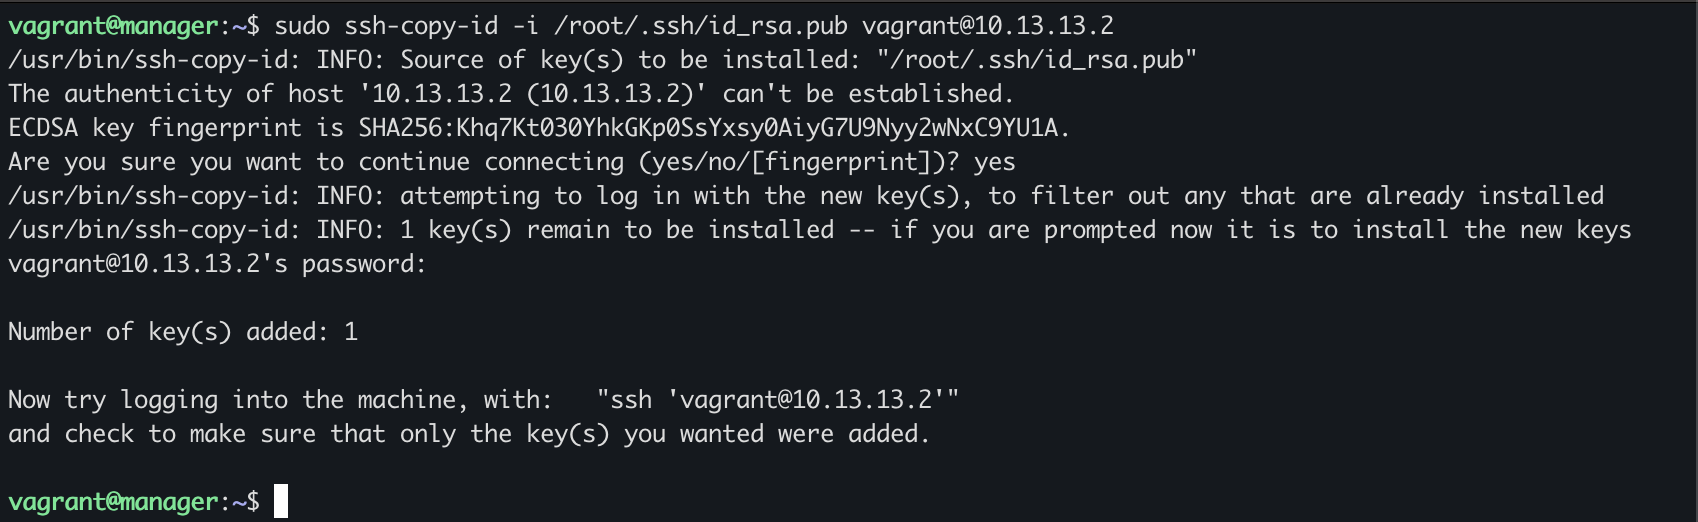 vagrant@manager:~$ sudo ssh-copy-id -i /root/.ssh/id_rsa.pub vagrant@10.13.13.2
/usr/bin/ssh-copy-id: INFO: Source of key(s) to be installed: "/root/.ssh/id_rsa.pub"
The authenticity of host '10.13.13.2 (10.13.13.2)' can't be established.
ECDSA key fingerprint is SHA256:Khq7Kt030YhkGKp0SsYxsy0AiyG7U9Nyy2wNxC9YU1A.
Are you sure you want to continue connecting (yes/no/[fingerprint])? yes
/usr/bin/ssh-copy-id: INFO: attempting to log in with the new key(s), to filter out any that are already installed
/usr/bin/ssh-copy-id: INFO: 1 key(s) remain to be installed -- if you are prompted now it is to install the new keys
vagrant@10.13.13.2's password:
Number of key(s) added: 1
Now try logging into the machine, with:   "ssh 'vagrant@10.13.13.2'"
and check to make sure that only the key(s) you wanted were added.
vagrant@manager:~$